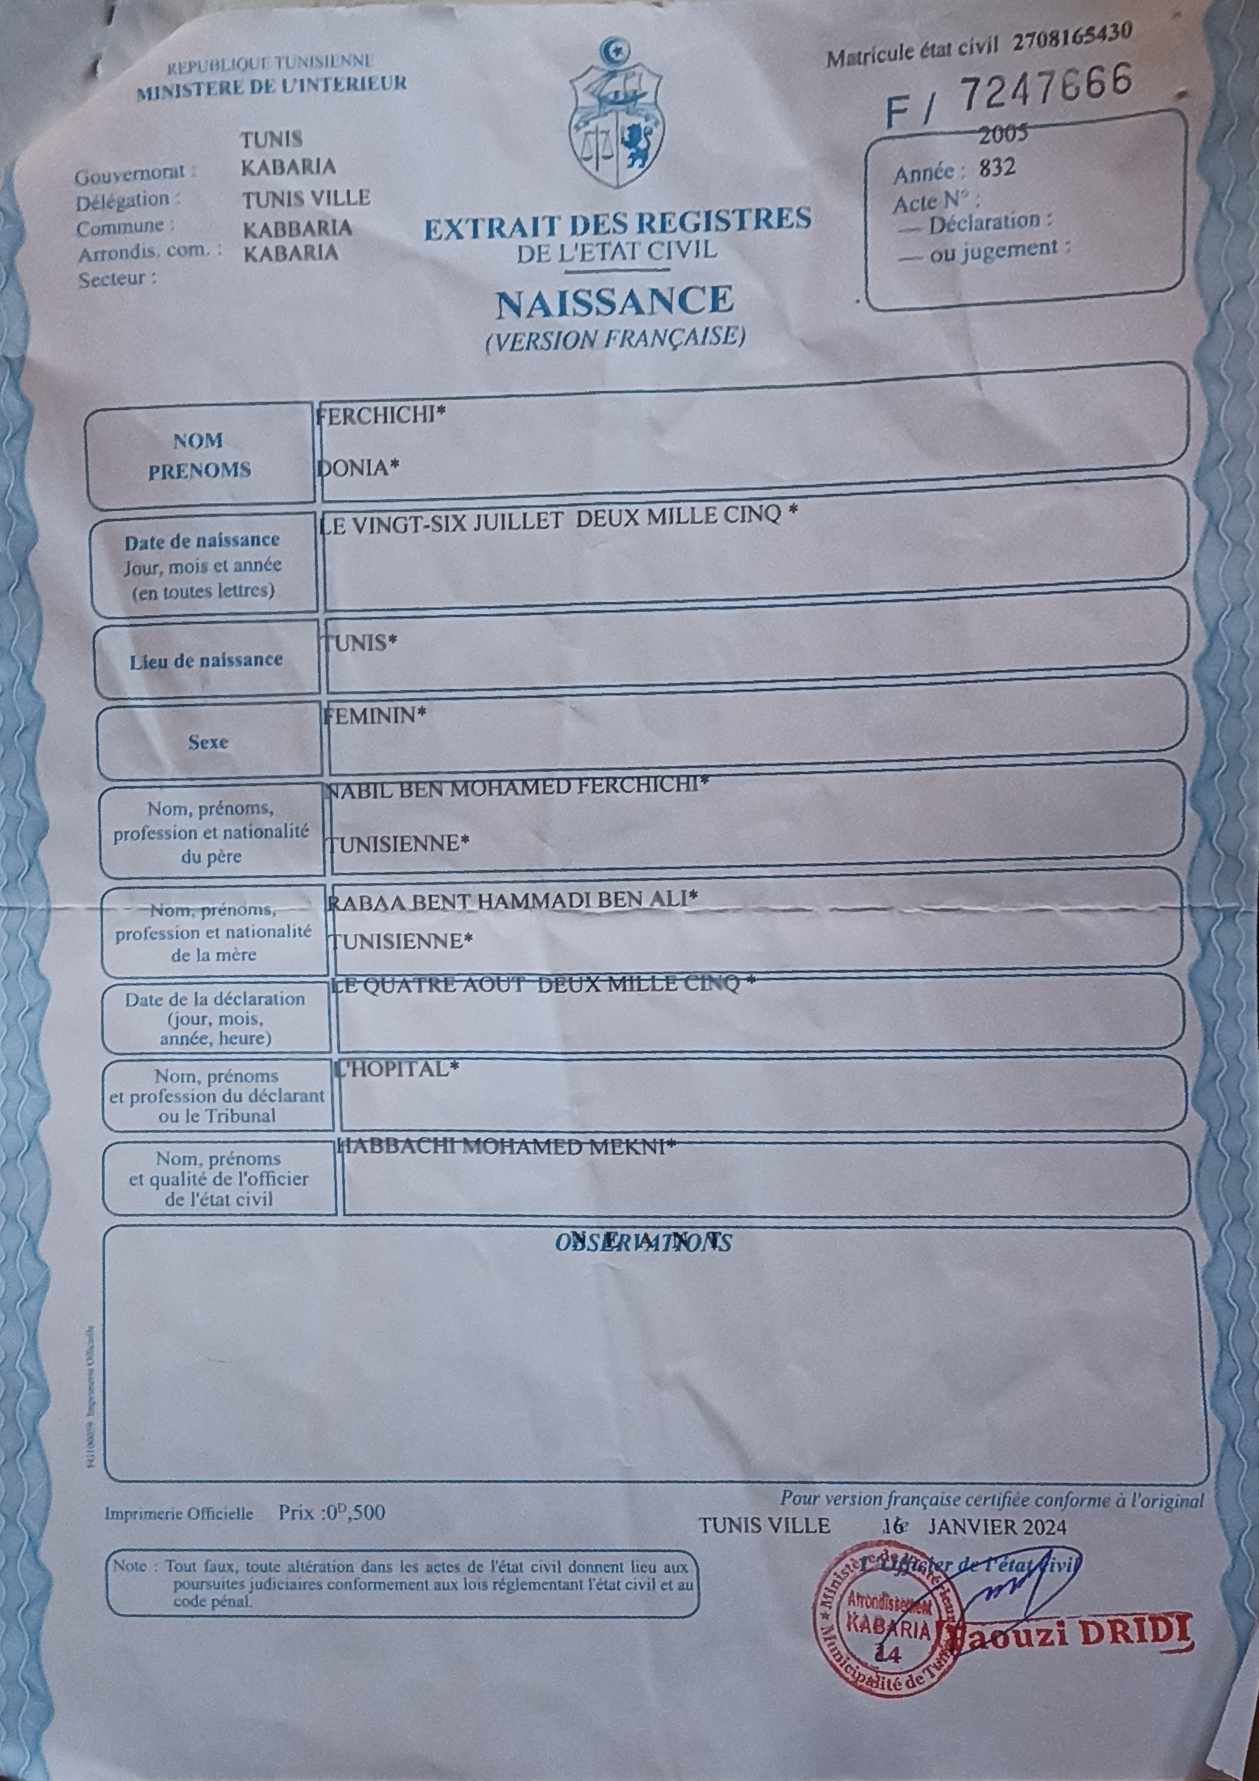 REPUBLIQUE TUNISIENNE
MINISTERE DE L'INTERIEUR
Matricule état civil 2708165430
F / 7247666
TUNIS
Gouvernorat : KABARIA
Délégation : TUNIS VILLE
Commune : KABBARIA
Arrondis. com. : KABARIA
Secteur :
2005
Année : 832
Acte N° :
— Déclaration :
— ou jugement :
EXTRAIT DES REGISTRES
DE L'ETAT CIVIL
NAISSANCE
(VERSION FRANÇAISE)
NOM
PRENOMS
FERCHICHI*
DONIA*
Date de naissance
Jour, mois et année
(en toutes lettres)
LE VINGT-SIX JUILLET DEUX MILLE CINQ *
Lieu de naissance
TUNIS*
Sexe
FEMININ*
Nom, prénoms,
profession et nationalité
du père
NABIL BEN MOHAMED FERCHICHI*
TUNISIENNE*
Nom, prénoms,
profession et nationalité
de la mère
RABAA BENT HAMMADI BEN ALI*
TUNISIENNE*
Date de la déclaration
(jour, mois,
année, heure)
LE QUATRE AOUT DEUX MILLE CINQ *
Nom, prénoms
et profession du déclarant
ou le Tribunal
L'HOPITAL*
Nom, prénoms
et qualité de l'officier
de l'état civil
HABBACHI MOHAMED MEKNI*
OBSERVATIONS
N E A N T
Imprimerie Officielle Prix :0ᴰ,500
Pour version française certifiée conforme à l'original
TUNIS VILLE 16 JANVIER 2024
L'Officier de l'état civil
Note : Tout faux, toute altération dans les actes de l'état civil donnent lieu aux
poursuites judiciaires conformement aux lois réglementant l'état civil et au
code pénal.
Ministère de l'Intérieur
Arrondissement
KABARIA
14
Municipalité de Tunis
Faouzi DRIDI